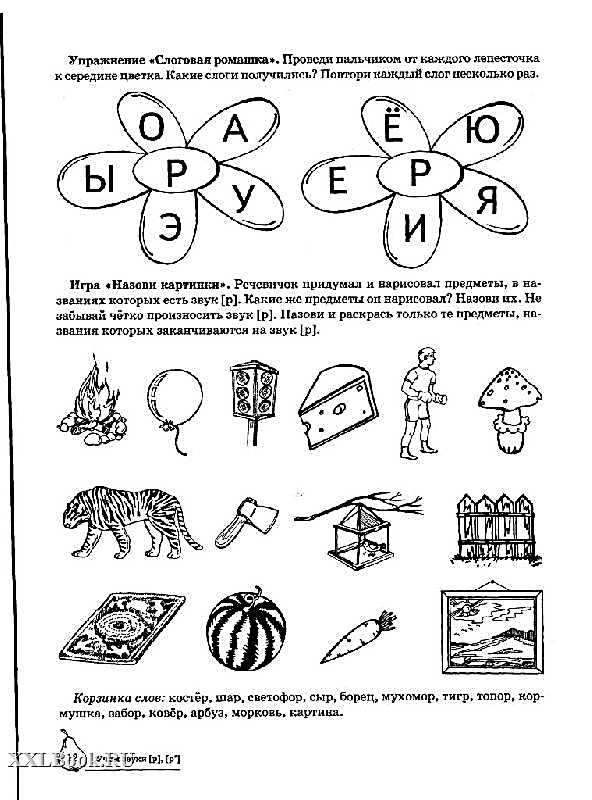 Упражнение «Слоговая ромашка». Проведи пальчиком от каждого лепесточка
к середине цветка. Какие слоги получились? Повтори каждый слог несколько раз.
О А
Ы Р У
Э
Ё Ю
Е Р Я
И
Игра «Назови картинки». Речевичок придумал и нарисовал предметы, в на-
званиях которых есть звук [р]. Какие же предметы он нарисовал? Назови их. Не
забывай чётко произносить звук [р]. Назови и раскрась только те предметы, на-
звания которых заканчиваются на звук [р].
Корзинка слов: костёр, шар, светофор, сыр, борец, мухомор, тигр, топор, кор-
мушка, забор, ковёр, арбуз, морковь, картина.
XXLBook.RU
звуки [р], [р']